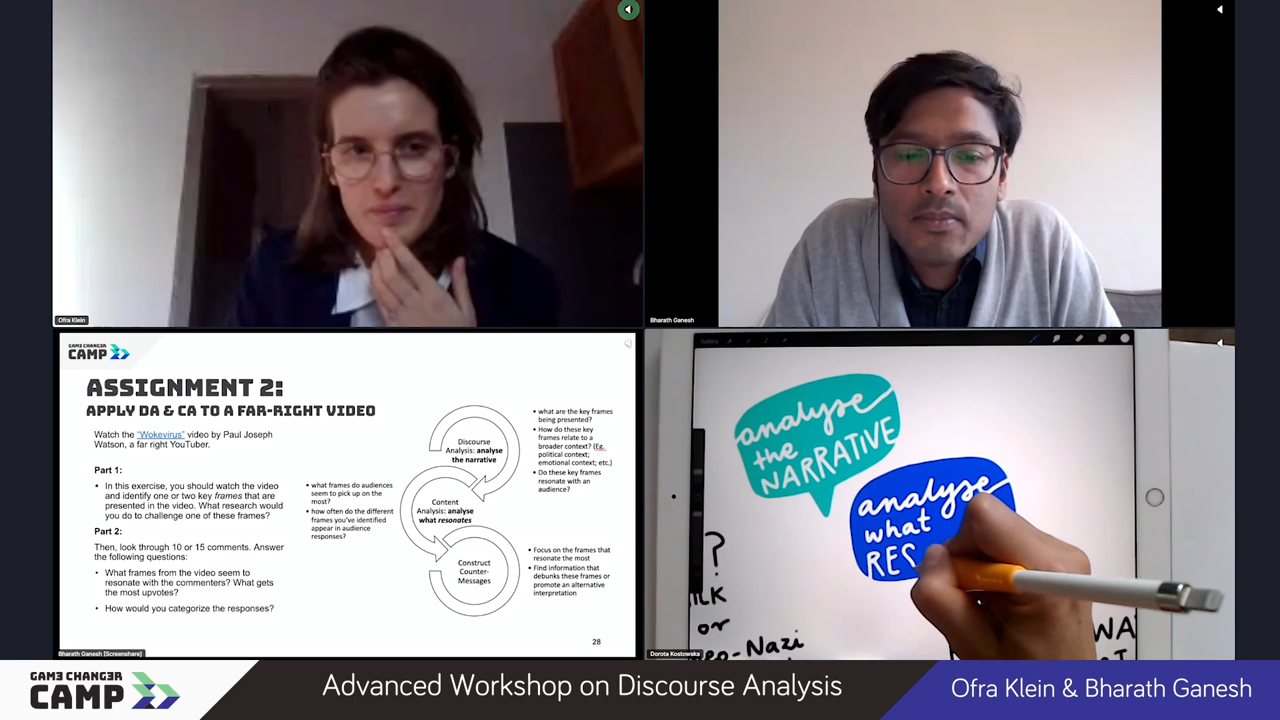 Ofra Klein
Bharath Ganesh
GAME CHANGER
CAMP
ASSIGNMENT 2:
APPLY DA & CA TO A FAR-RIGHT VIDEO
Watch the “Wokevirus” video by Paul Joseph
Watson, a far right YouTuber.
Part 1:
• In this exercise, you should watch the video
and identify one or two key frames that are
presented in the video. What research would
you do to challenge one of these frames?
Part 2:
Then, look through 10 or 15 comments. Answer
the following questions:
• What frames from the video seem to
resonate with the commenters? What gets
the most upvotes?
• How would you categorize the responses?
• what frames do audiences
seem to pick up on the
most?
• how often do the different
frames you've identified
appear in audience
responses?
Discourse
Analysis: analyse
the narrative
Content
Analysis: analyse
what resonates
Construct
Counter-
Messages
• what are the key frames
being presented?
• How do these key
frames relate to a
broader context? (Eg.
political context;
emotional context; etc.)
• Do these key frames
resonate with an
audience?
• Focus on the frames that
resonate the most
• Find information that
debunks these frames or
promote an alternative
interpretation
28
Bharath Ganesh [Screenshare]
Gallery
analyse
the
NARRATIVE
analyse
what
RES
?
or
eo-Nazi
WA
Dorota Kostowska
GAME CHANGER
CAMP
Advanced Workshop on Discourse Analysis
Ofra Klein & Bharath Ganesh